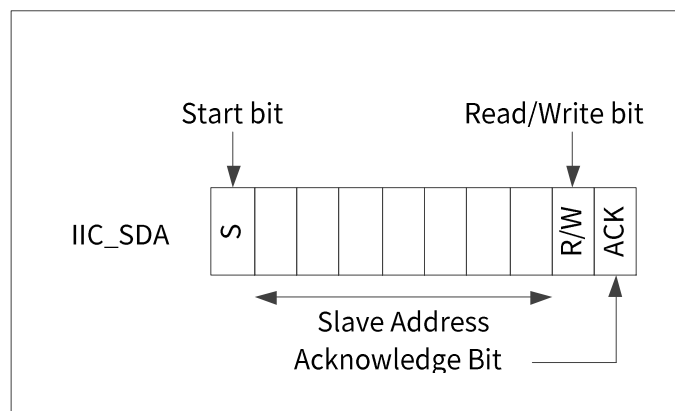 Start bit
Read/Write bit
IIC_SDA
S
R/W
ACK
Slave Address
Acknowledge Bit